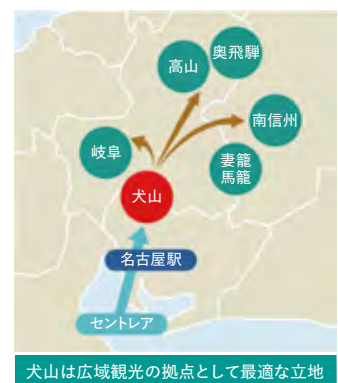 奥飛騨
高山
南信州
岐阜
妻籠
馬籠
犬山
名古屋駅
セントレア
犬山は広域観光の拠点として最適な立地